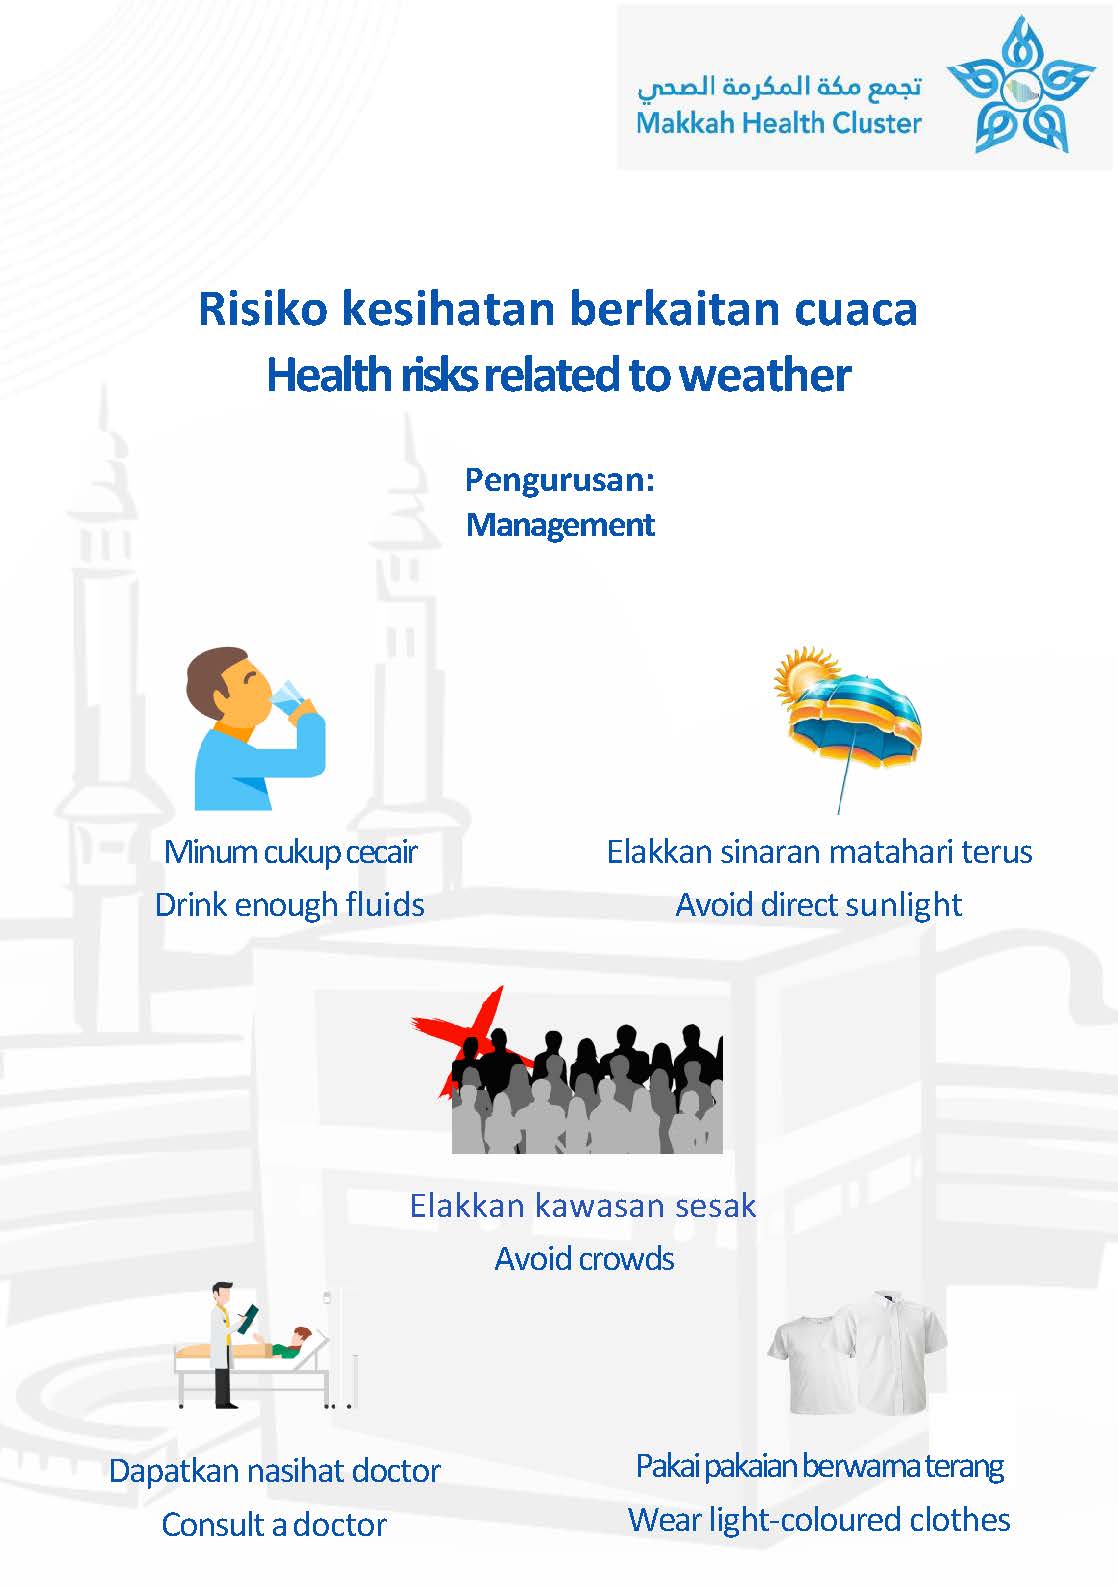 تجمع مكة المكرمة الصحي
Makkah Health Cluster
Risiko kesihatan berkaitan cuaca
Health risks related to weather
Pengurusan:
Management
Minum cukup cecair
Drink enough fluids
Elakkan sinaran matahari terus
Avoid direct sunlight
Elakkan kawasan sesak
Avoid crowds
Dapatkan nasihat doctor
Consult a doctor
Pakai pakaian berwarna terang
Wear light-coloured clothes